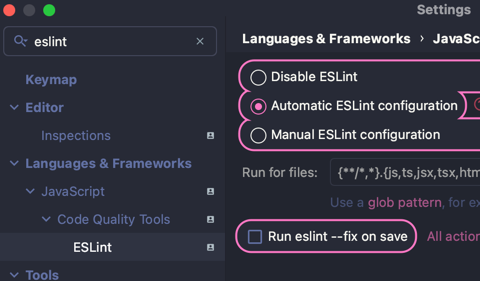 Settings
eslint
Languages & Frameworks › JavaSc
Keymap
Editor
Inspections
Languages & Frameworks
JavaScript
Code Quality Tools
ESLint
Tools
Disable ESLint
Automatic ESLint configuration
Manual ESLint configuration
Run for files: {**/*,*}.{js,ts,jsx,tsx,htm
Use a glob pattern, for ex
Run eslint --fix on save All action